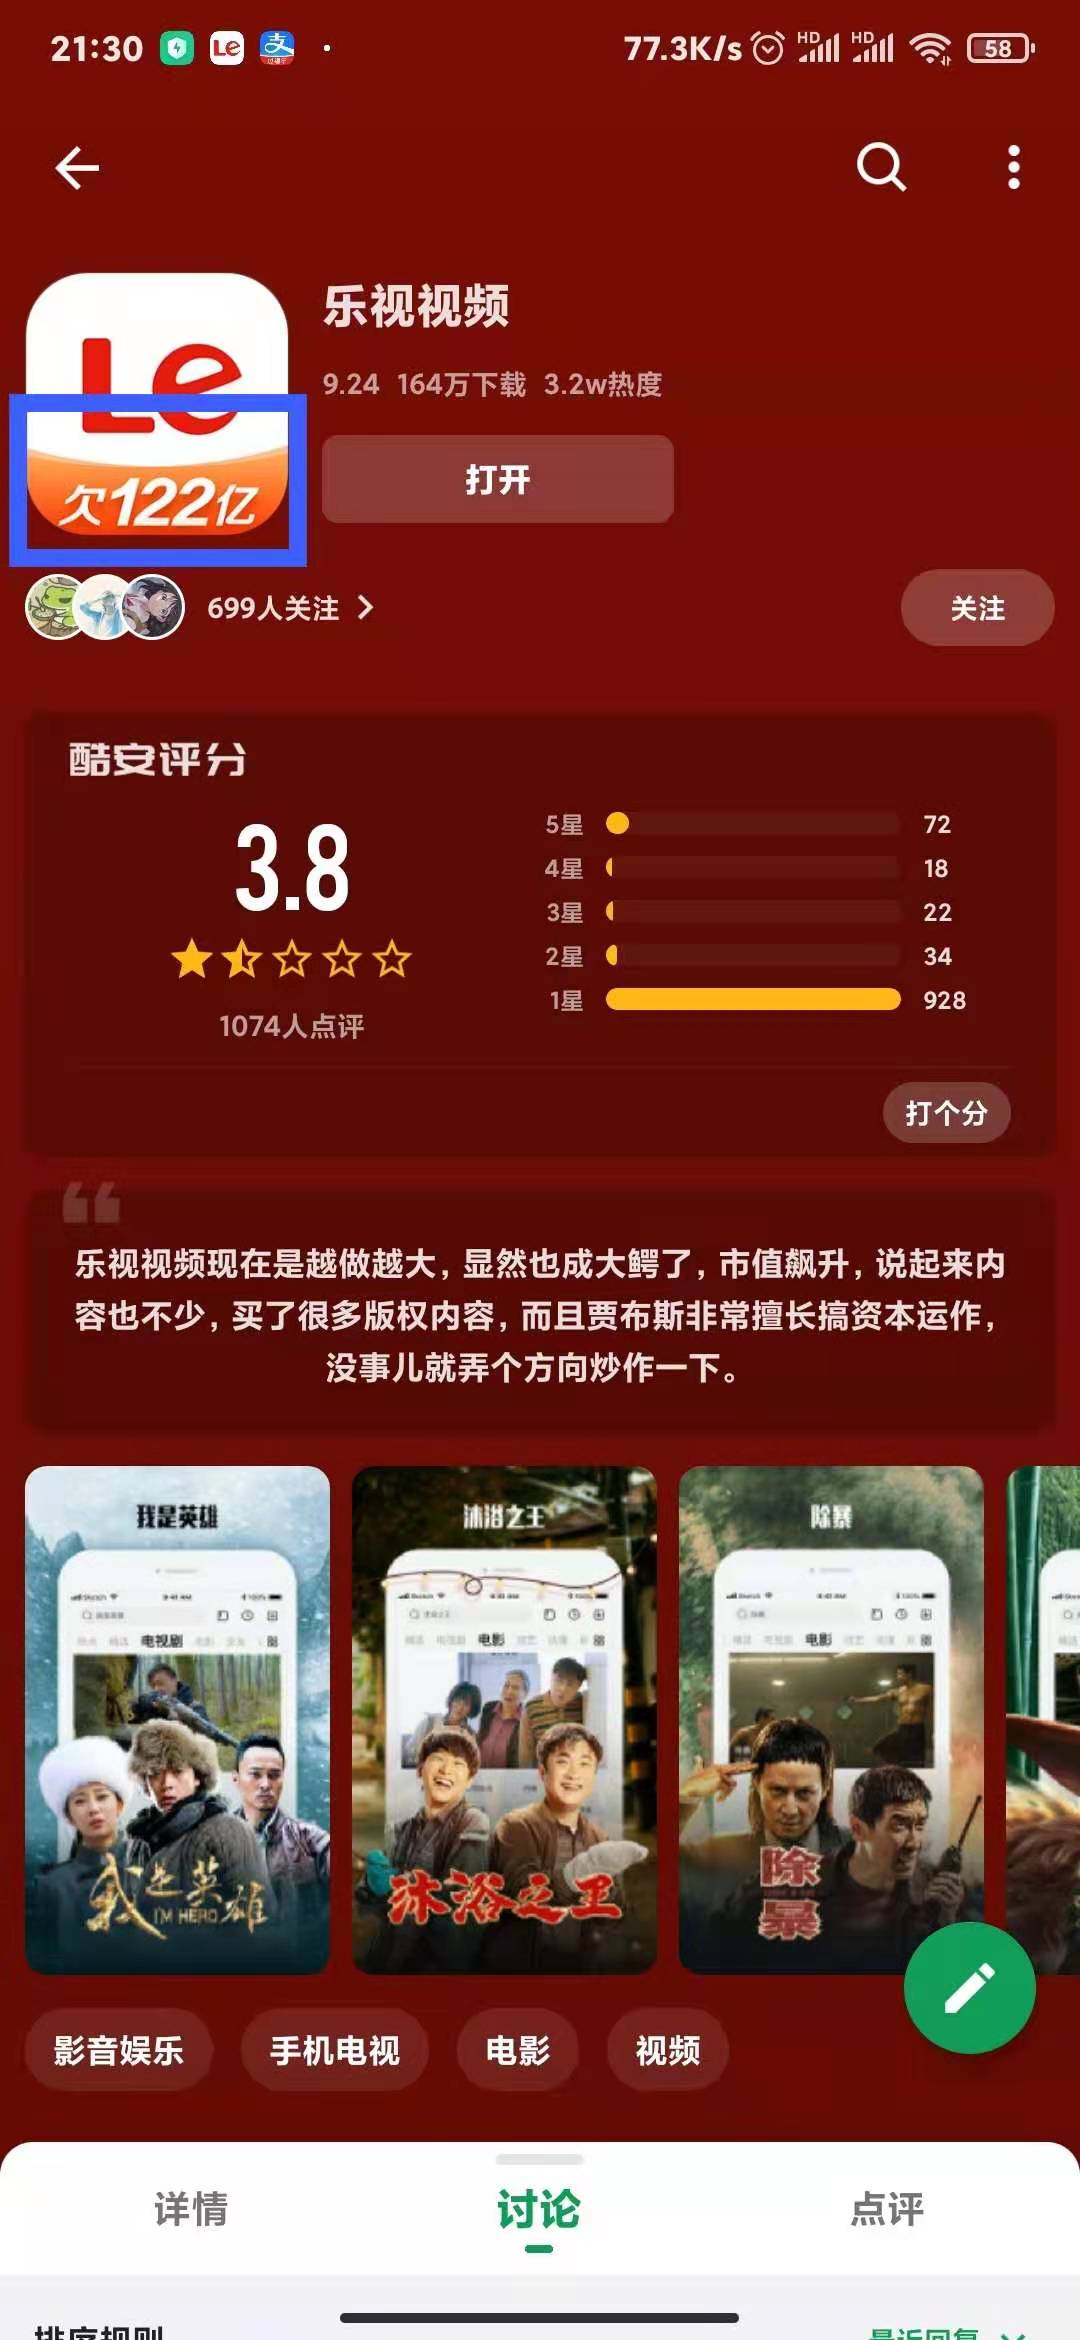 21:30
Le
支
77.3K/s
HD
HD
58
Le
欠122亿
乐视视频
9.24 164万下载 3.2w热度
打开
699人关注
关注
酷安评分
3.8
1074人点评
5星 72
4星 18
3星 22
2星 34
1星 928
打个分
乐视视频现在是越做越大，显然也成大鳄了，市值飙升，说起来内
容也不少，买了很多版权内容，而且贾布斯非常擅长搞资本运作，
没事儿就弄个方向炒作一下。
我是英雄
电视剧
我是英雄
I'M HERO
沐浴之王
电影
沐浴之王
除暴
电影
除暴
影音娱乐
手机电视
电影
视频
详情
讨论
点评
排序规则
最近回复